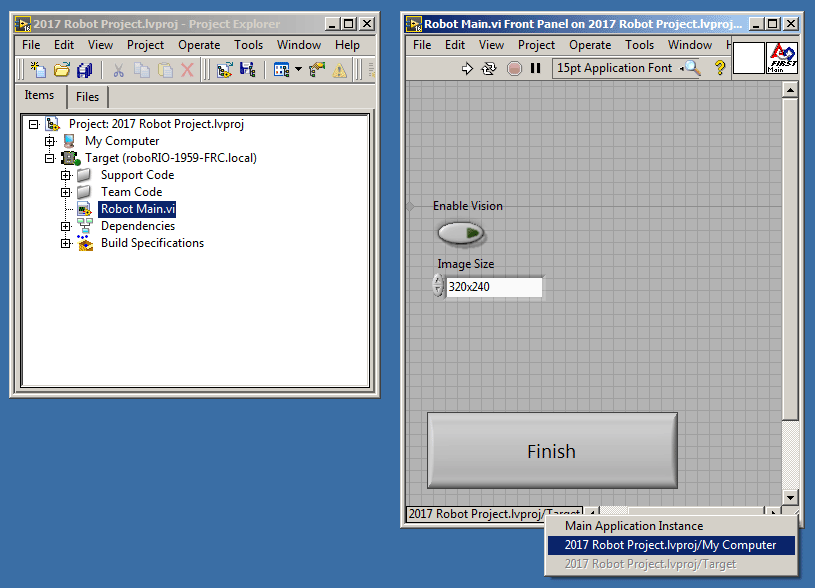 2017 Robot Project.lvproj - Project Explorer
File Edit View Project Operate Tools Window Help
Items Files
Project: 2017 Robot Project.lvproj
My Computer
Target (roboRIO-1959-FRC.local)
Support Code
Team Code
Robot Main.vi
Dependencies
Build Specifications
Robot Main.vi Front Panel on 2017 Robot Project.lvproj...
File Edit View Project Operate Tools Window H
15pt Application Font
?
FIRST
Main
Enable Vision
Image Size
320x240
Finish
2017 Robot Project.lvproj/Target
Main Application Instance
2017 Robot Project.lvproj/My Computer
2017 Robot Project.lvproj/Target